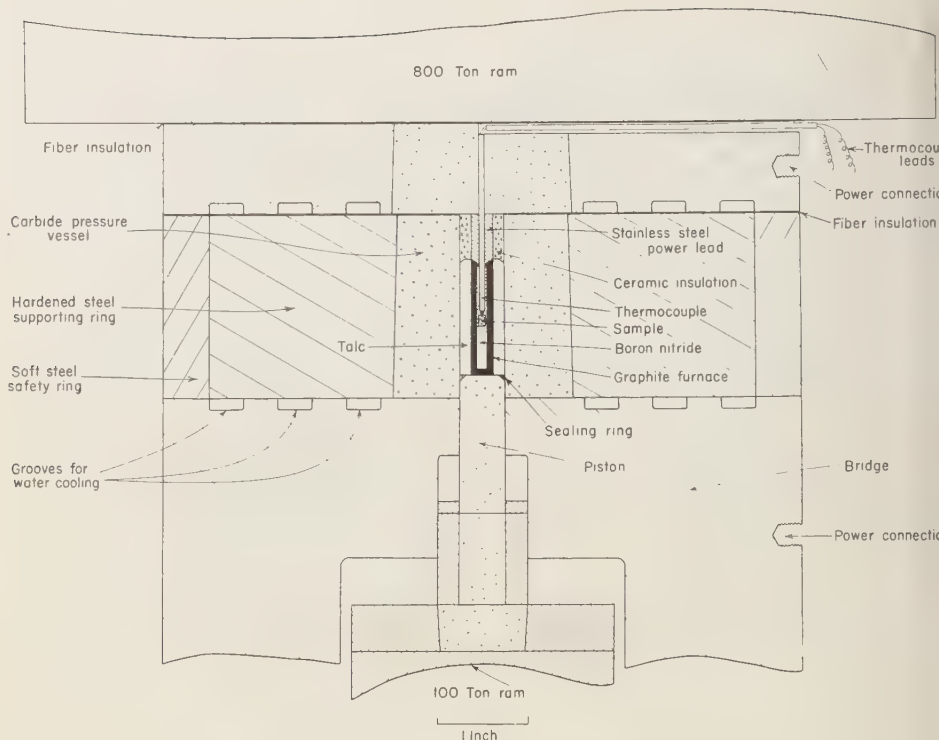 800 Ton ram
Fiber insulation
Thermocou
leads
Power connectio
Carbide pressure
vessel
Fiber insulation
Stainless steel
power lead
Ceramic insulation
Hardened steel
supporting ring
Thermocouple
Sample
Talc
Boron nitride
Soft steel
safety ring
Graphite furnace
Sealing ring
Grooves for
water cooling
Piston
Bridge
Power connectio
100 Ton ram
1 inch